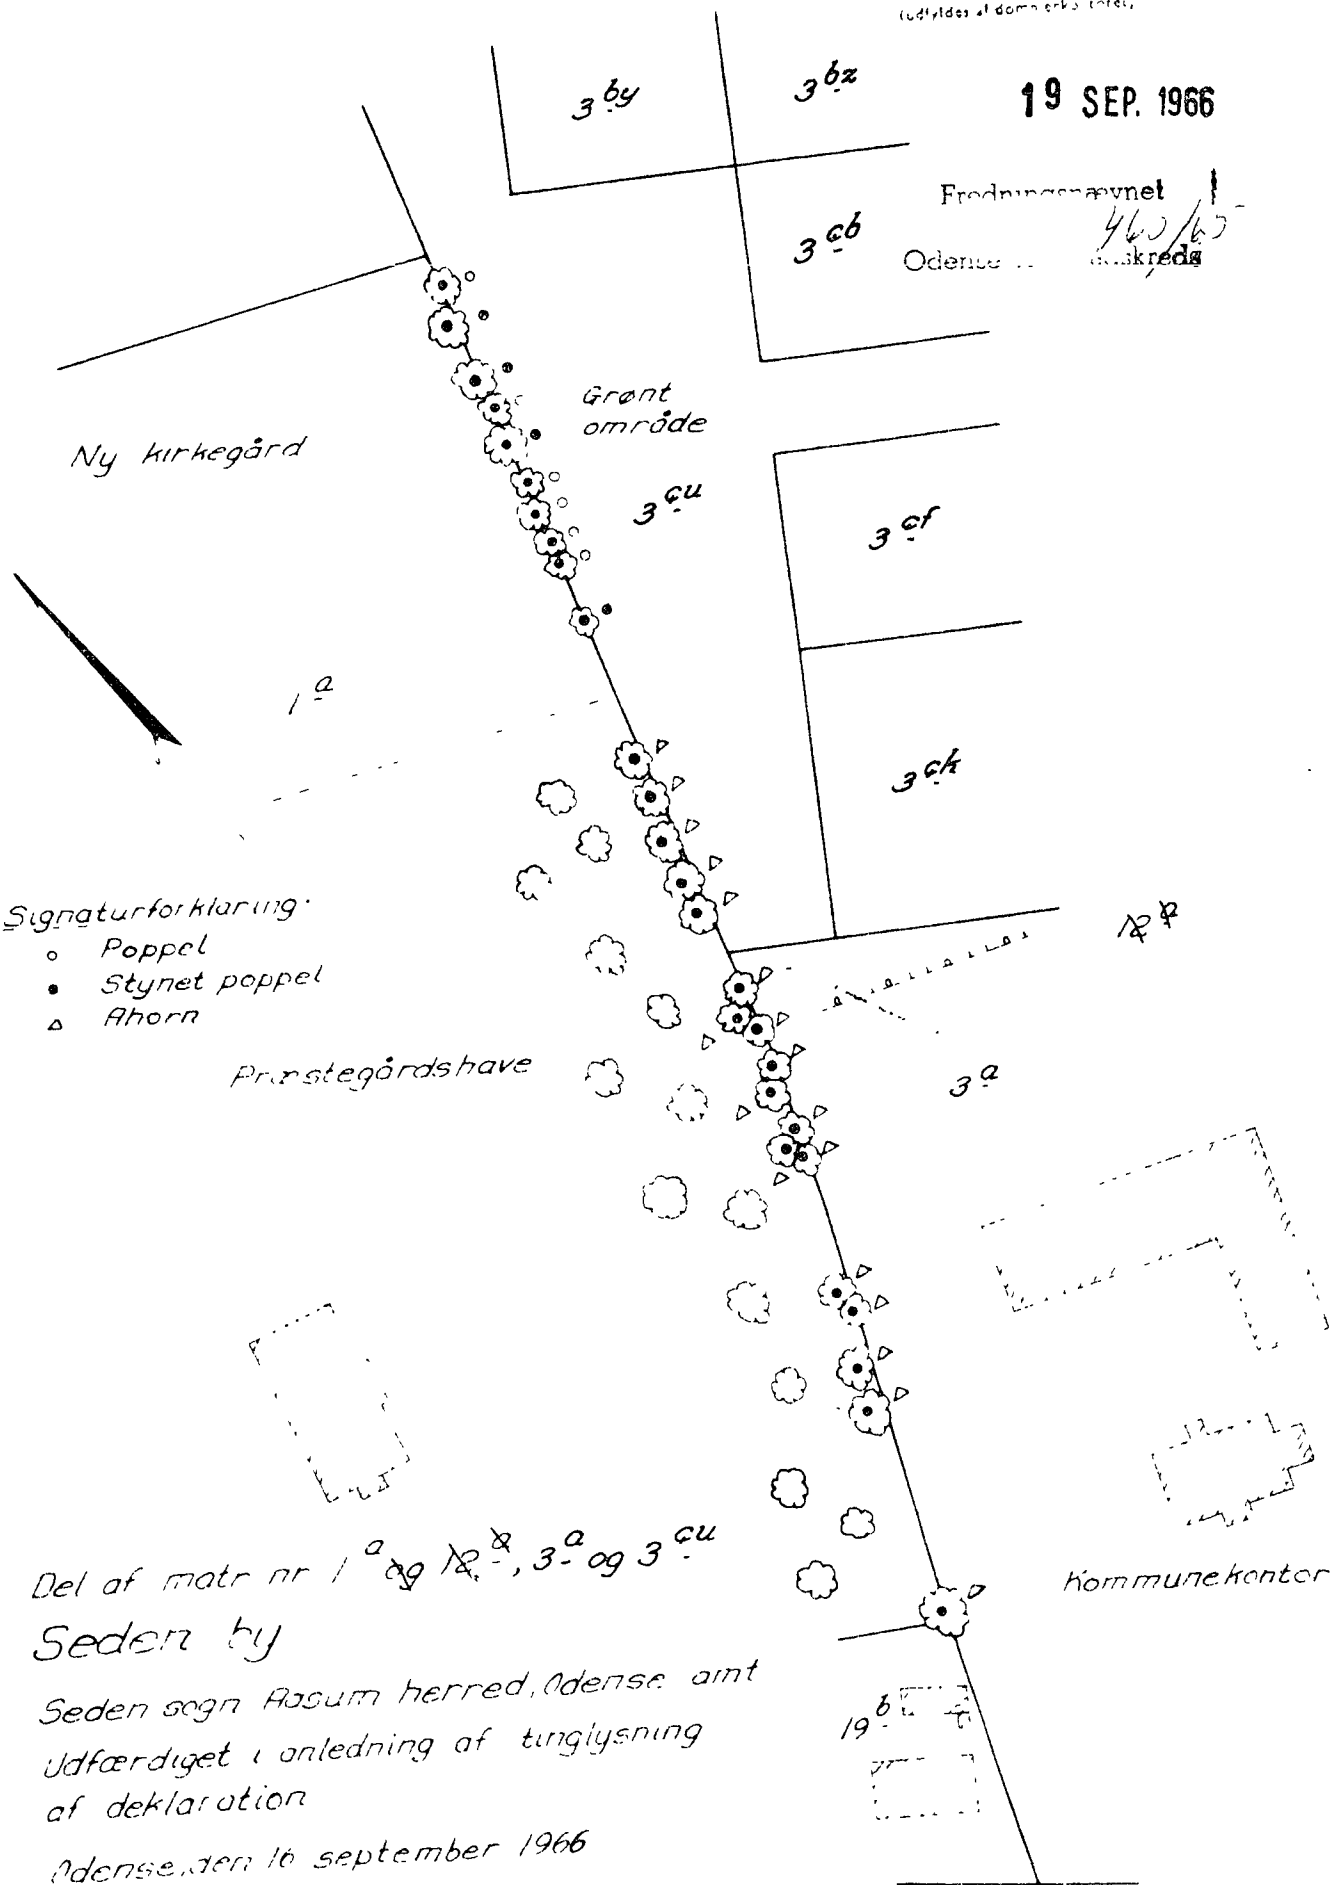 3 by
3 bz
19 SEP. 1966
Fredningsnævnet
3 cb
Odense
skreds
Grønt
område
Ny kirkegård
3 cu
3 cf
1 a
3 ck
Signaturforklaring:
Poppel
Stynet poppel
Ahorn
Præstegårdshave
3 a
Del af matr nr 1 a og 12 a, 3 a og 3 cu
Seden by
Kommunekontor
Seden sogn Aasum herred, Odense amt
19 b
Udfærdiget i anledning af tinglysning
af deklaration
Odense, den 16 september 1966